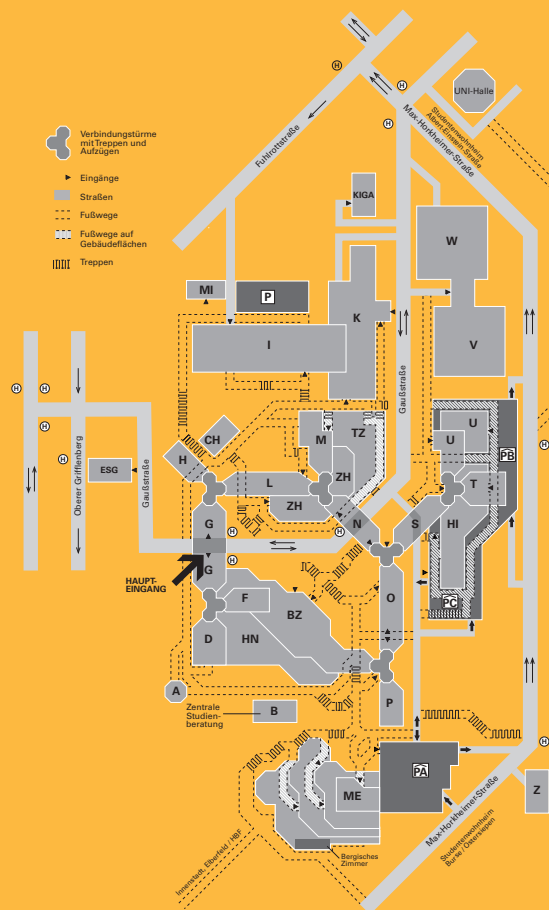 UNI-Halle
Studentenwohnheim
Albert-Einstein-Straße
Max-Horkheimer-Straße
Fuhlrottstraße
H
H
H
Verbindungstürme
mit Treppen und
Aufzügen
Eingänge
Straßen
Fußwege
Fußwege auf
Gebäudeflächen
Treppen
KIGA
W
MI
P
K
I
V
Gaußstraße
H
H
H
H
Oberer Grifflenberg
ESG
Gaußstraße
H
CH
M
TZ
U
U
PB
H
L
ZH
ZH
T
N
S
HI
G
H
H
G
HAUPT-
EINGANG
F
BZ
O
PC
D
HN
A
B
P
Zentrale
Studien-
beratung
PA
H
ME
Z
Max-Horkheimer-Straße
Studentenwohnheim
Burse / Ostersiepen
Bergisches
Zimmer
Innenstadt, Elberfeld / HBF